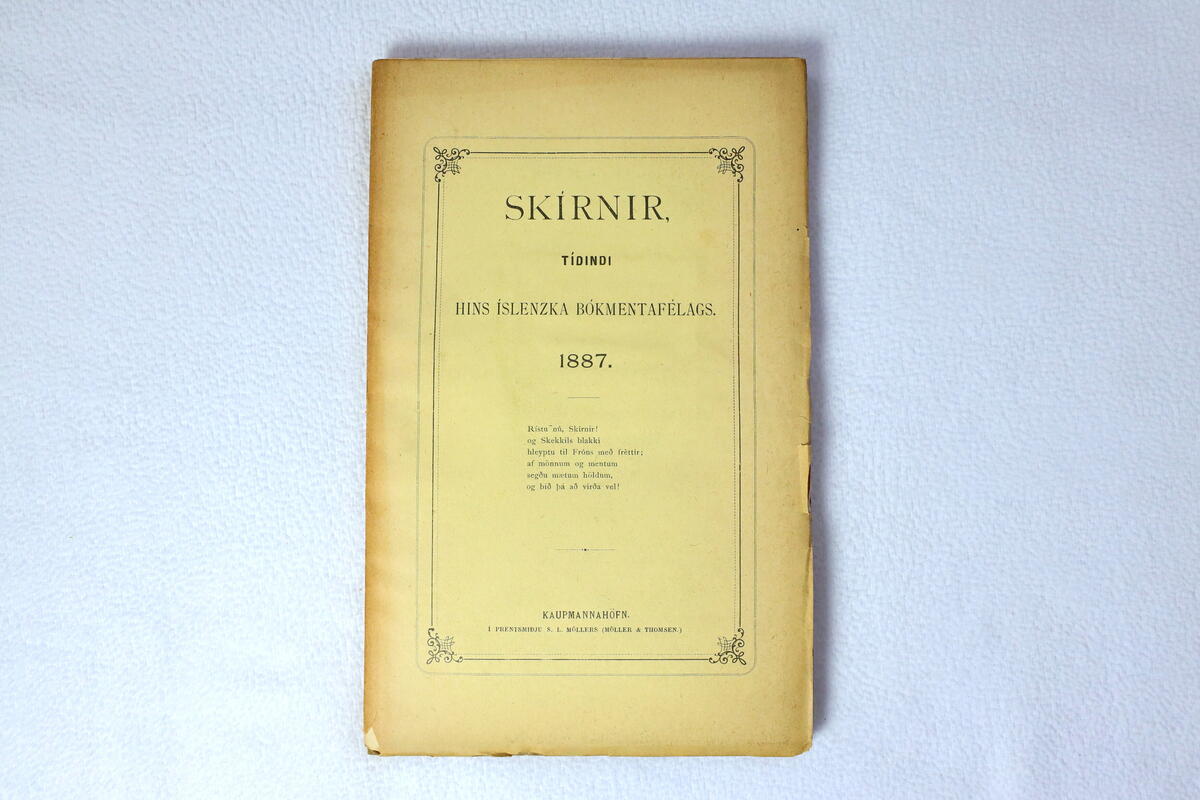 SKÍRNIR,
TÍÐINDI
HINS ÍSLENZKA BÓKMENTAFÉLAGS.
1887.
Rístu nú, Skírnir!
og Skekkils blakki
hleyptu til Fróns með frèttir;
af mönnum og mentum
segðu mætum höldum,
og bið þá að virða vel!
KAUPMANNAHÖFN.
Í PRENTSMIÐJU S. L. MÖLLERS (MÖLLER & THOMSEN.)